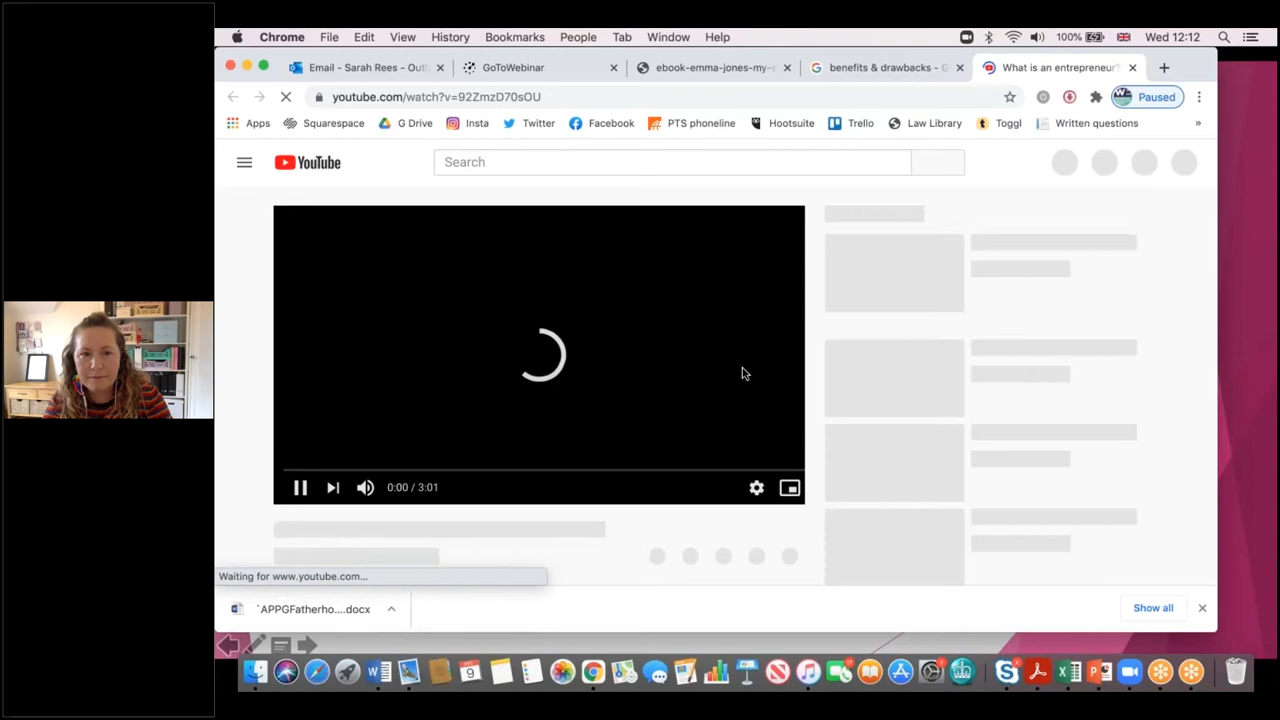 Chrome File Edit View History Bookmarks People Tab Window Help 100% Wed 12:12
Email - Sarah Rees - Outl GoToWebinar ebook-emma-jones-my-s benefits & drawbacks - G What is an entrepreneur?
youtube.com/watch?v=92ZmzD70sOU Paused
Apps Squarespace G Drive Insta Twitter Facebook PTS phoneline Hootsuite Trello Law Library Toggl Written questions »
YouTube Search
0:00 / 3:01
Waiting for www.youtube.com...
`APPGFatherho....docx Show all